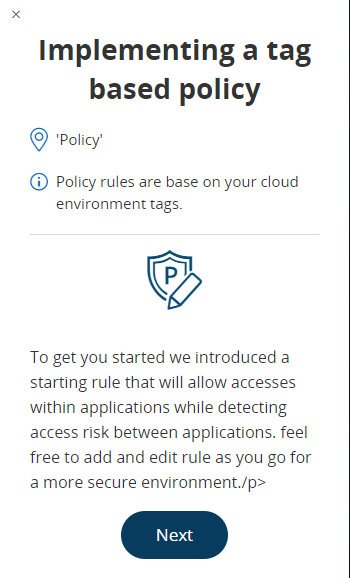 ×
Implementing a tag
based policy
'Policy'
Policy rules are base on your cloud
environment tags.
P
To get you started we introduced a
starting rule that will allow accesses
within applications while detecting
access risk between applications. feel
free to add and edit rule as you go for
a more secure environment./p>
Next